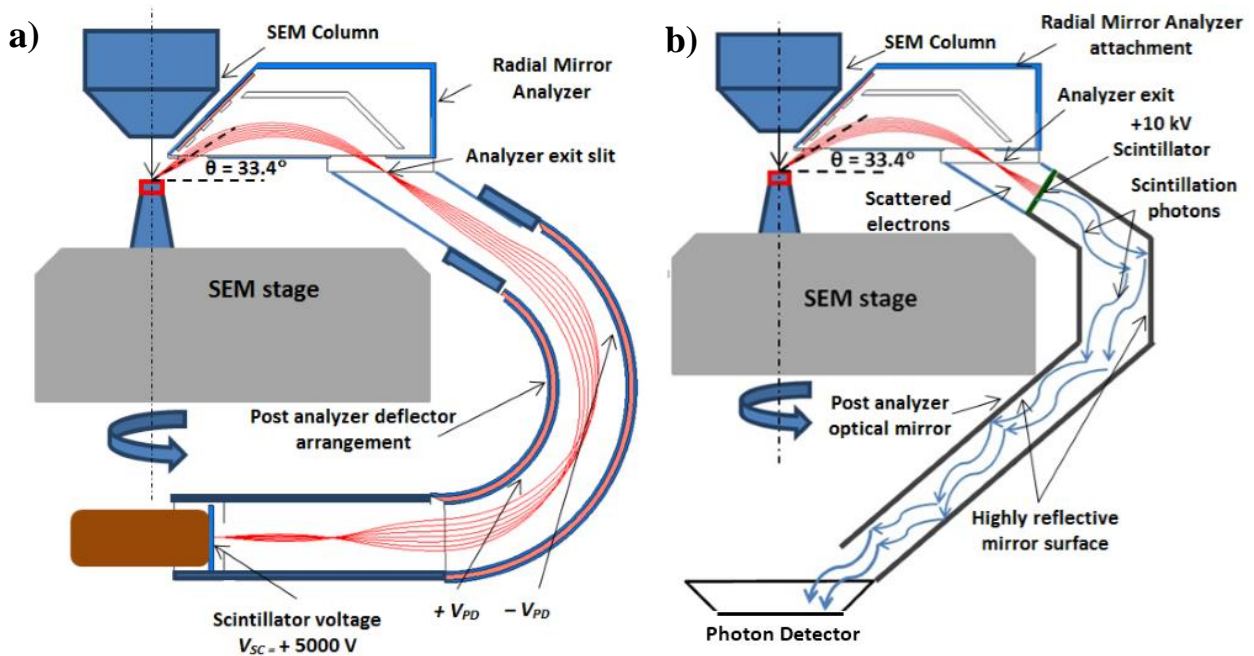 a)
SEM Column
Radial Mirror
Analyzer
θ = 33.4°
Analyzer exit slit
SEM stage
Post analyzer deflector
arrangement
Scintillator voltage
VSC = + 5000 V
+ VPD
− VPD
b)
SEM Column
Radial Mirror Analyzer
attachment
Analyzer exit
+10 kV
Scintillator
θ = 33.4°
Scattered
electrons
Scintillation
photons
SEM stage
Post analyzer
optical mirror
Highly reflective
mirror surface
Photon Detector